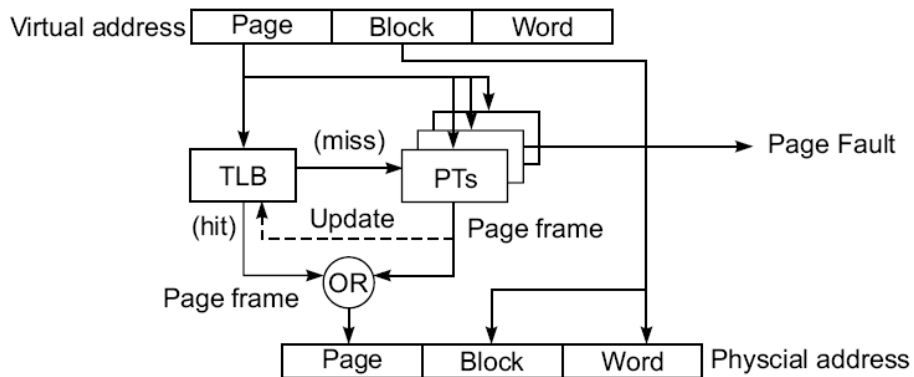 Virtual address Page Block Word
(miss)
Page Fault
TLB PTs
(hit) Update Page frame
Page frame OR
Page Block Word Physcial address